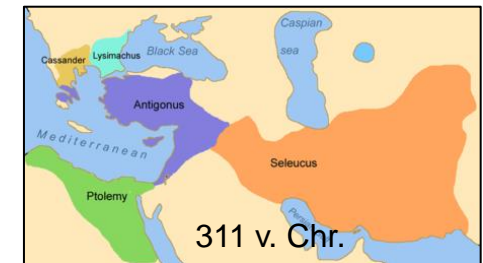 Caspian
sea
Black Sea
Cassander
Lysimachus
Antigonus
Mediterranean
Seleucus
Ptolemy
311 v. Chr.